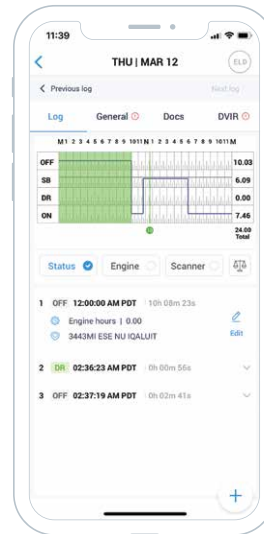 11:39
THU | MAR 12
ELD
Previous log
Next log
Log General Docs DVIR
M 1 2 3 4 5 6 7 8 9 10 11 N 1 2 3 4 5 6 7 8 9 10 11 M
OFF 10.03
SB 6.09
DR 0.00
ON 7.46
24.00
Total
Status Engine Scanner
1 OFF 12:00:00 AM PDT 10h 08m 23s
Engine hours | 0.00
3443MI ESE NU IQALUIT
Edit
2 DR 02:36:23 AM PDT 0h 00m 56s
3 OFF 02:37:19 AM PDT 0h 02m 41s
+